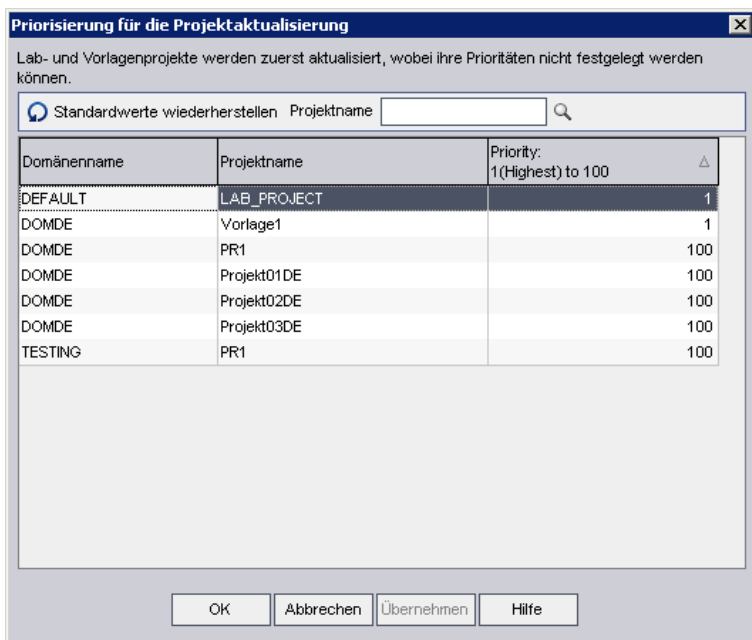 Priorisierung für die Projektaktualisierung
Lab- und Vorlagenprojekte werden zuerst aktualisiert, wobei ihre Prioritäten nicht festgelegt werden
können.
Standardwerte wiederherstellen Projektname
Domänenname Projektname Priority:
1(Highest) to 100
DEFAULT LAB_PROJECT 1
DOMDE Vorlage1 1
DOMDE PR1 100
DOMDE Projekt01DE 100
DOMDE Projekt02DE 100
DOMDE Projekt03DE 100
TESTING PR1 100
OK Abbrechen Übernehmen Hilfe